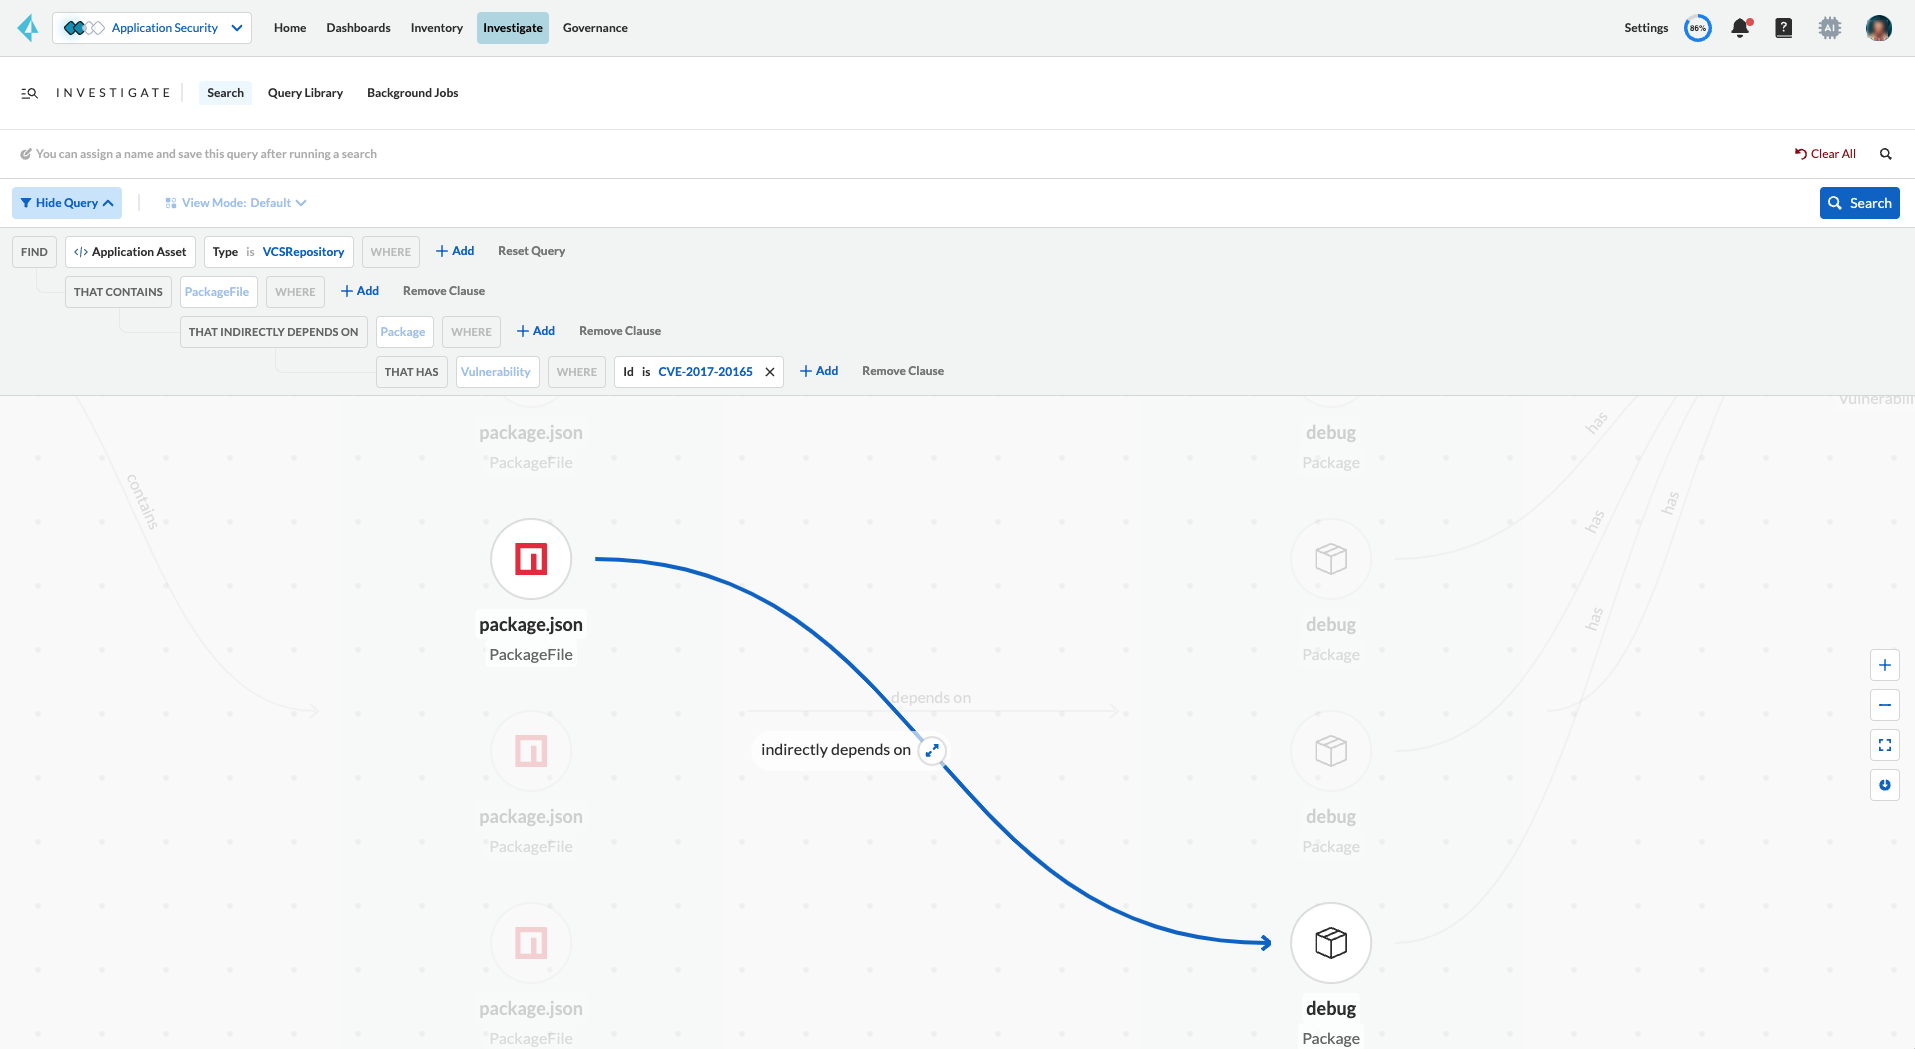 Application Security
Home
Dashboards
Inventory
Investigate
Governance
Settings
86%
?
AI
INVESTIGATE
Search
Query Library
Background Jobs
You can assign a name and save this query after running a search
Clear All
Hide Query
View Mode: Default
Search
FIND
Application Asset
Type is VCSRepository
WHERE
Add
Reset Query
THAT CONTAINS
PackageFile
WHERE
Add
Remove Clause
THAT INDIRECTLY DEPENDS ON
Package
WHERE
Add
Remove Clause
THAT HAS
Vulnerability
WHERE
Id is CVE-2017-20165
Add
Remove Clause
package.json
PackageFile
debug
Package
has
Vulnerabili
contains
has
has
package.json
PackageFile
debug
Package
has
depends on
indirectly depends on
package.json
PackageFile
debug
Package
package.json
PackageFile
debug
Package